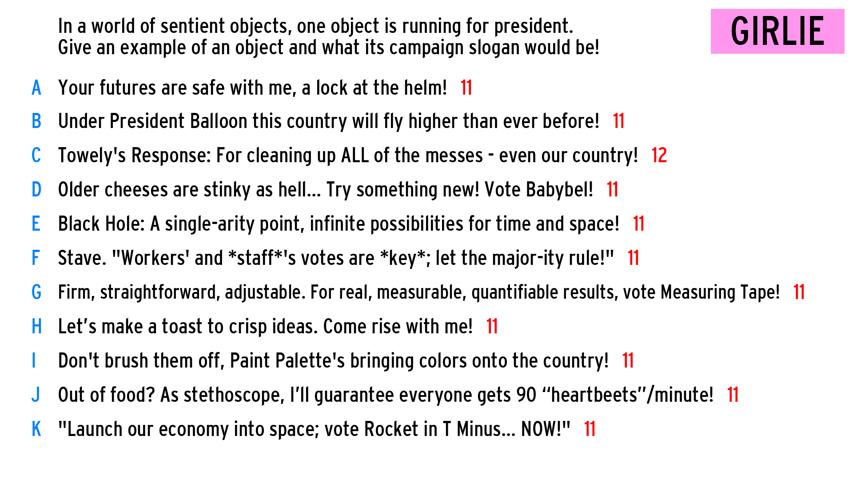 In a world of sentient objects, one object is running for president.
Give an example of an object and what its campaign slogan would be!
GIRLIE
A Your futures are safe with me, a lock at the helm! 11
B Under President Balloon this country will fly higher than ever before! 11
C Towely's Response: For cleaning up ALL of the messes - even our country! 12
D Older cheeses are stinky as hell... Try something new! Vote Babybel! 11
E Black Hole: A single-arity point, infinite possibilities for time and space! 11
F Stave. "Workers' and *staff*'s votes are *key*; let the major-ity rule!" 11
G Firm, straightforward, adjustable. For real, measurable, quantifiable results, vote Measuring Tape! 11
H Let’s make a toast to crisp ideas. Come rise with me! 11
I Don't brush them off, Paint Palette's bringing colors onto the country! 11
J Out of food? As stethoscope, I’ll guarantee everyone gets 90 “heartbeets”/minute! 11
K "Launch our economy into space; vote Rocket in T Minus... NOW!" 11